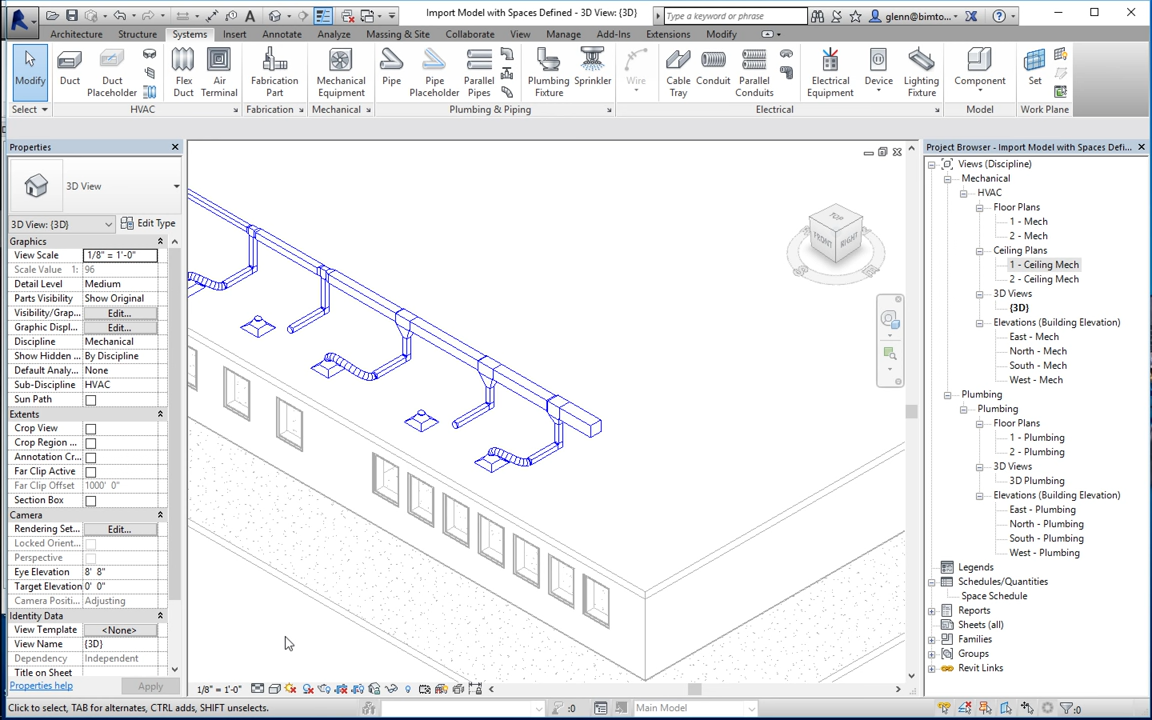 Import Model with Spaces Defined - 3D View: {3D}
Type a keyword or phrase
glenn@bimto...
Architecture Structure Systems Insert Annotate Analyze Massing & Site Collaborate View Manage Add-Ins Extensions Modify
Modify
Duct
Duct Placeholder
Flex Duct
Air Terminal
Fabrication Part
Mechanical Equipment
Pipe
Pipe Placeholder
Parallel Pipes
Plumbing Fixture
Sprinkler
Wire
Cable Tray
Conduit
Parallel Conduits
Electrical Equipment
Device
Lighting Fixture
Component
Set
Select
HVAC
Fabrication
Mechanical
Plumbing & Piping
Electrical
Model
Work Plane
Properties
3D View
3D View: {3D}
Edit Type
Graphics
View Scale 1/8" = 1'-0"
Scale Value 1: 96
Detail Level Medium
Parts Visibility Show Original
Visibility/Grap... Edit...
Graphic Displ... Edit...
Discipline Mechanical
Show Hidden ... By Discipline
Default Analy... None
Sub-Discipline HVAC
Sun Path
Extents
Crop View
Crop Region ...
Annotation Cr...
Far Clip Active
Far Clip Offset 1000' 0"
Section Box
Camera
Rendering Set... Edit...
Locked Orient...
Perspective
Eye Elevation 8' 8"
Target Elevation 0' 0"
Camera Positi... Adjusting
Identity Data
View Template <None>
View Name {3D}
Dependency Independent
Title on Sheet
Properties help
Apply
TOP
FRONT
RIGHT
1/8" = 1'-0"
Project Browser - Import Model with Spaces Defi...
Views (Discipline)
Mechanical
HVAC
Floor Plans
1 - Mech
2 - Mech
Ceiling Plans
1 - Ceiling Mech
2 - Ceiling Mech
3D Views
{3D}
Elevations (Building Elevation)
East - Mech
North - Mech
South - Mech
West - Mech
Plumbing
Plumbing
Floor Plans
1 - Plumbing
2 - Plumbing
3D Views
3D Plumbing
Elevations (Building Elevation)
East - Plumbing
North - Plumbing
South - Plumbing
West - Plumbing
Legends
Schedules/Quantities
Space Schedule
Reports
Sheets (all)
Families
Groups
Revit Links
Click to select, TAB for alternates, CTRL adds, SHIFT unselects.
:0
Main Model
:0